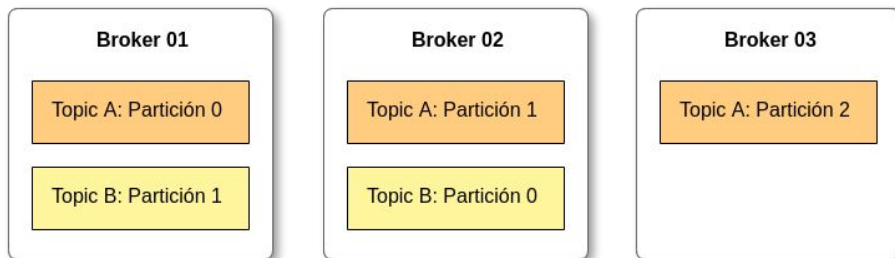 Broker 01
Topic A: Partición 0
Topic B: Partición 1
Broker 02
Topic A: Partición 1
Topic B: Partición 0
Broker 03
Topic A: Partición 2